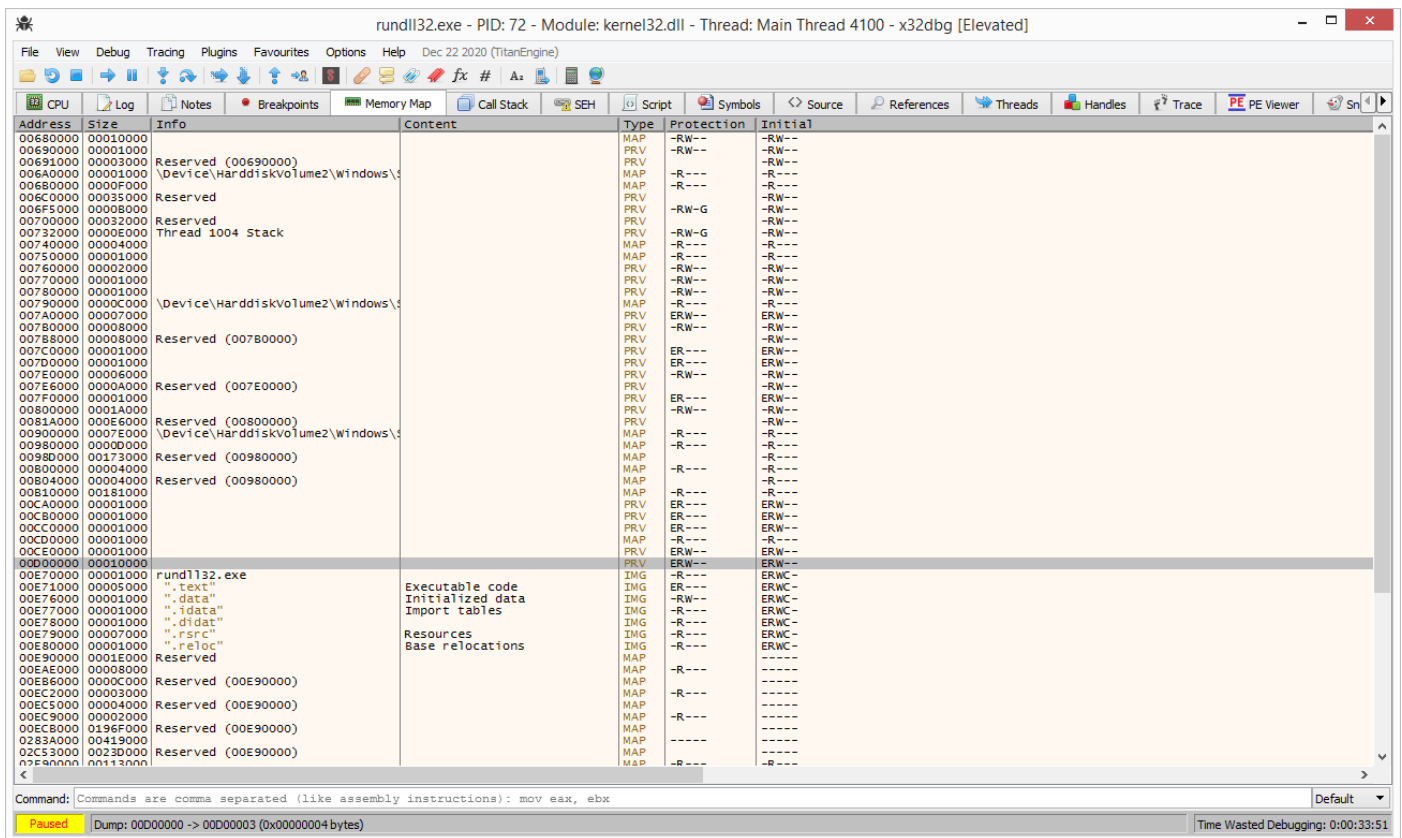 rundll32.exe - PID: 72 - Module: kernel32.dll - Thread: Main Thread 4100 - x32dbg [Elevated]
File View Debug Tracing Plugins Favourites Options Help Dec 22 2020 (TitanEngine)
CPU Log Notes Breakpoints Memory Map Call Stack SEH Script Symbols Source References Threads Handles Trace PE PE Viewer Sn
Address Size Info Content Type Protection Initial
00680000 00010000 MAP -RW-- -RW--
00690000 00001000 PRV -RW-- -RW--
00691000 00003000 Reserved (00690000) PRV -RW--
006A0000 00001000 \Device\HarddiskVolume2\Windows\S MAP -R--- -R---
006B0000 0000F000 MAP -R--- -R---
006C0000 00035000 Reserved PRV -RW--
006F5000 0000B000 PRV -RW-G -RW--
00700000 00032000 Reserved PRV -RW--
00732000 0000E000 Thread 1004 Stack PRV -RW-G -RW--
00740000 00004000 MAP -R--- -R---
00750000 00001000 MAP -R--- -R---
00760000 00002000 PRV -RW-- -RW--
00770000 00001000 PRV -RW-- -RW--
00780000 00001000 PRV -RW-- -RW--
00790000 0000C000 \Device\HarddiskVolume2\Windows\S MAP -R--- -R---
007A0000 00007000 PRV ERW-- ERW--
007B0000 00008000 PRV -RW-- -RW--
007B8000 00008000 Reserved (007B0000) PRV -RW--
007C0000 00001000 PRV ER--- ERW--
007D0000 00001000 PRV ER--- ERW--
007E0000 00006000 PRV -RW-- -RW--
007E6000 0000A000 Reserved (007E0000) PRV -RW--
007F0000 00001000 PRV ER--- ERW--
00800000 0001A000 PRV -RW-- -RW--
0081A000 000E6000 Reserved (00800000) PRV -RW--
00900000 0007E000 \Device\HarddiskVolume2\Windows\S MAP -R--- -R---
00980000 0000D000 MAP -R--- -R---
0098D000 00173000 Reserved (00980000) MAP -R---
00B00000 00004000 MAP -R--- -R---
00B04000 00004000 Reserved (00980000) MAP -R---
00B10000 00181000 MAP -R--- -R---
00CA0000 00001000 PRV ER--- ERW--
00CB0000 00001000 PRV ER--- ERW--
00CC0000 00001000 PRV ER--- ERW--
00CD0000 00001000 MAP -R--- -R---
00CE0000 00001000 PRV ERW-- ERW--
00D00000 00010000 PRV ERW-- ERW--
00E70000 00001000 rundll32.exe IMG -R--- ERWC-
00E71000 00005000 ".text" Executable code IMG ER--- ERWC-
00E76000 00001000 ".data" Initialized data IMG -RW-- ERWC-
00E77000 00001000 ".idata" Import tables IMG -R--- ERWC-
00E78000 00001000 ".didat" IMG -R--- ERWC-
00E79000 00007000 ".rsrc" Resources IMG -R--- ERWC-
00E80000 00001000 ".reloc" Base relocations IMG -R--- ERWC-
00E90000 0001E000 Reserved MAP -----
00EAE000 00008000 MAP -R--- -----
00EB6000 0000C000 Reserved (00E90000) MAP -----
00EC2000 00003000 MAP -R--- -----
00EC5000 00004000 Reserved (00E90000) MAP -----
00EC9000 00002000 MAP -R--- -----
00ECB000 0196F000 Reserved (00E90000) MAP -----
0283A000 00419000 MAP ----- -----
02C53000 0023D000 Reserved (00E90000) MAP -----
02E90000 00113000 MAP -R--- -R---
Command: Commands are comma separated (like assembly instructions): mov eax, ebx Default
Paused Dump: 00D00000 -> 00D00003 (0x00000004 bytes) Time Wasted Debugging: 0:00:33:51